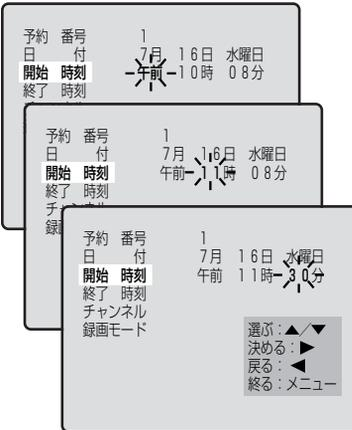 予約 番号 1
日 付 7月 16日 水曜日
開始 時刻 午前 10時 08分
終了 時刻
予約 番号 1
日 付 7月 16日 水曜日
開始 時刻 午前 11時 08分
終了 時刻
チャンネル
録
予約 番号 1
日 付 7月 16日 水曜日
開始 時刻 午前 11時 30分
終了 時刻
チャンネル
録画モード
選ぶ:▲/▼
決める:▶
戻る:◀
終る:メニュー